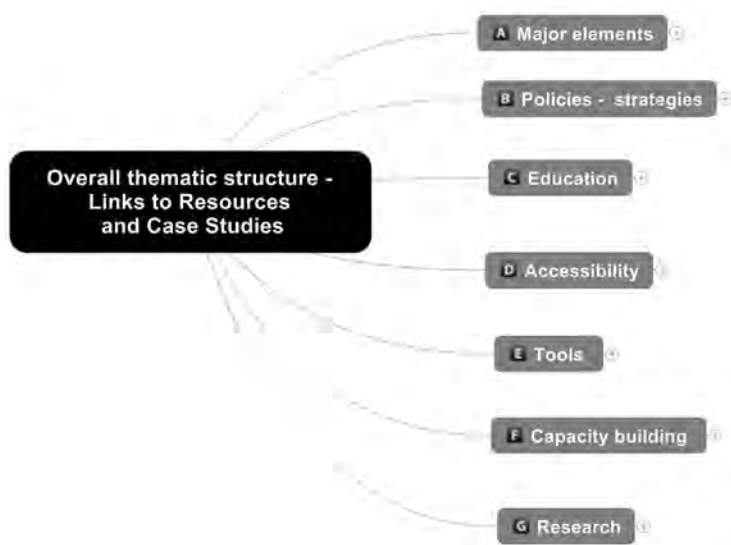 A Major elements
B Policies - strategies
Overall thematic structure -
Links to Resources
and Case Studies
C Education
D Accessibility
E Tools
F Capacity building
G Research